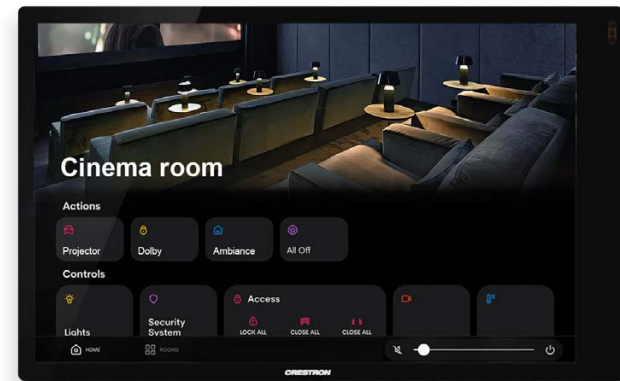 Cinema room
Actions
Projector
Dolby
Ambiance
All Off
Controls
Lights
Security
System
Access
LOCK ALL
CLOSE ALL
CLOSE ALL
HOME
ROOMS
CRESTRON